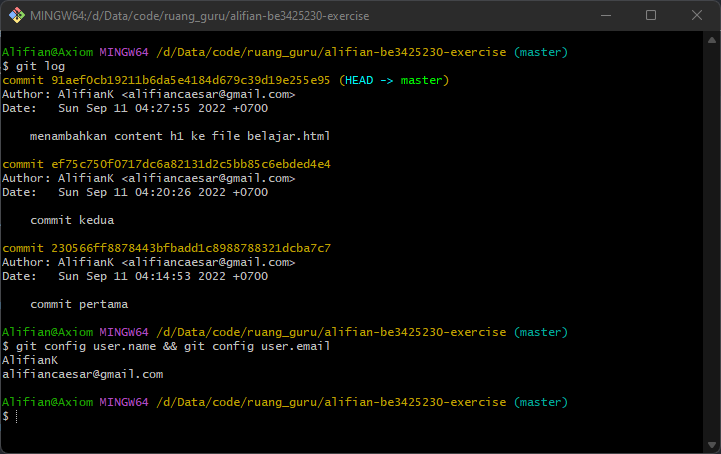 MINGW64:/d/Data/code/ruang_guru/alifian-be3425230-exercise
Alifian@Axiom MINGW64 /d/Data/code/ruang_guru/alifian-be3425230-exercise (master)
$ git log
commit 91aef0cb19211b6da5e4184d679c39d19e255e95 (HEAD -> master)
Author: AlifianK <alifiancaesar@gmail.com>
Date:   Sun Sep 11 04:27:55 2022 +0700
    menambahkan content h1 ke file belajar.html
commit ef75c750f0717dc6a82131d2c5bb85c6ebded4e4
Author: AlifianK <alifiancaesar@gmail.com>
Date:   Sun Sep 11 04:20:26 2022 +0700
    commit kedua
commit 230566ff8878443bfbadd1c8988788321dcba7c7
Author: AlifianK <alifiancaesar@gmail.com>
Date:   Sun Sep 11 04:14:53 2022 +0700
    commit pertama
Alifian@Axiom MINGW64 /d/Data/code/ruang_guru/alifian-be3425230-exercise (master)
$ git config user.name && git config user.email
AlifianK
alifiancaesar@gmail.com
Alifian@Axiom MINGW64 /d/Data/code/ruang_guru/alifian-be3425230-exercise (master)
$